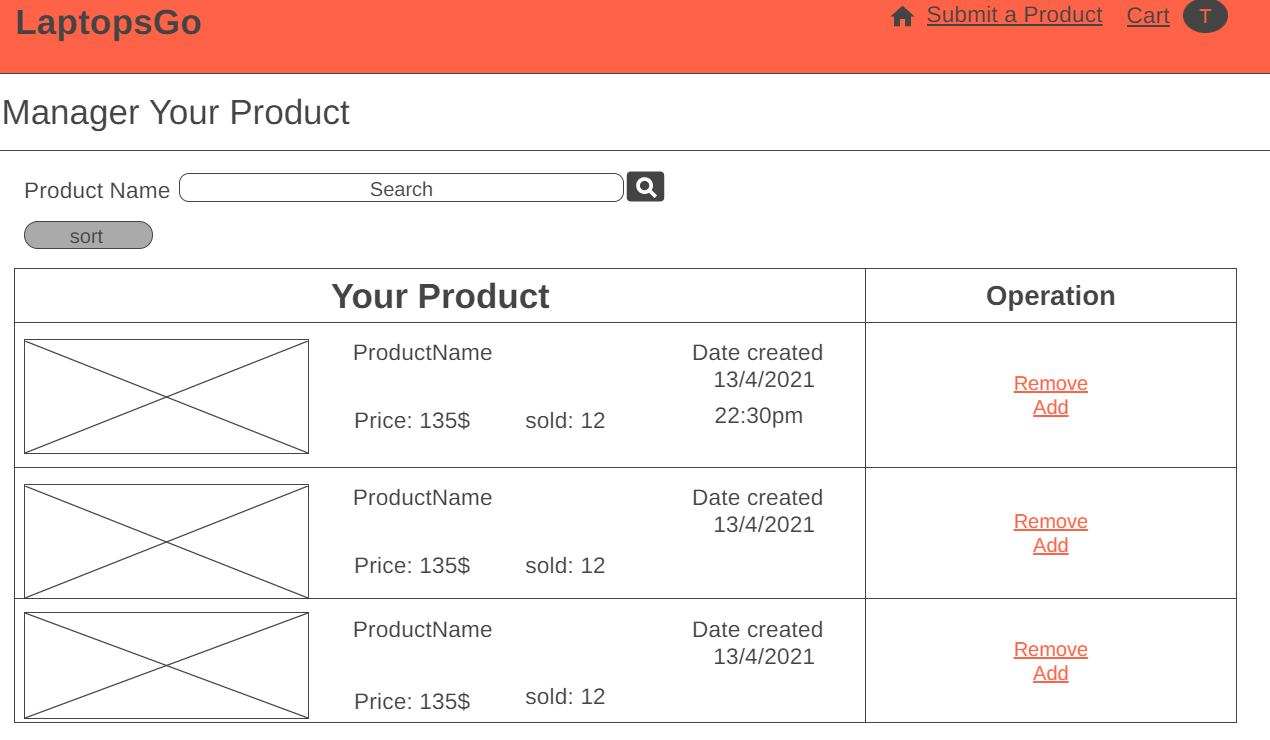 LaptopsGo
Submit a Product
Cart
T
Manager Your Product
Product Name
Search
sort
Your Product
Operation
ProductName
Date created
13/4/2021
Price: 135$
sold: 12
22:30pm
Remove
Add
ProductName
Date created
13/4/2021
Price: 135$
sold: 12
Remove
Add
ProductName
Date created
13/4/2021
Price: 135$
sold: 12
Remove
Add